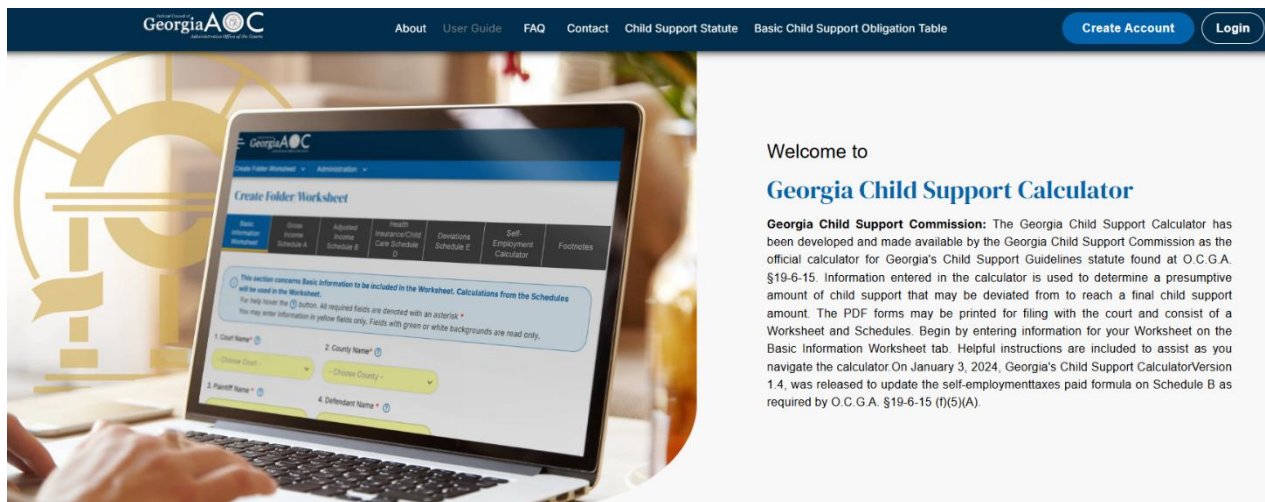 Judicial Council of
GeorgiaAOC
Administrative Office of the Courts
About User Guide FAQ Contact Child Support Statute Basic Child Support Obligation Table Create Account Login
GeorgiaAOC
Create Folder Worksheet Administration
Create Folder/Worksheet
Basic Information Worksheet
Gross Income Schedule A
Adjusted Income Schedule B
Health Insurance/Child Care Schedule D
Deviations Schedule E
Self-Employment Calculator
Footnotes
This section concerns Basic Information to be included in the Worksheet. Calculations from the Schedules
will be used in the Worksheet.
For help hover the ? button. All required fields are denoted with an asterisk *
You may enter information in yellow fields only. Fields with green or white backgrounds are read only.
1. Court Name* ?
2. County Name* ?
- Choose Court -
- Choose County -
3. Plaintiff Name * ?
4. Defendant Name * ?
Welcome to
Georgia Child Support Calculator
Georgia Child Support Commission: The Georgia Child Support Calculator has
been developed and made available by the Georgia Child Support Commission as the
official calculator for Georgia's Child Support Guidelines statute found at O.C.G.A.
§19-6-15. Information entered in the calculator is used to determine a presumptive
amount of child support that may be deviated from to reach a final child support
amount. The PDF forms may be printed for filing with the court and consist of a
Worksheet and Schedules. Begin by entering information for your Worksheet on the
Basic Information Worksheet tab. Helpful instructions are included to assist as you
navigate the calculator.On January 3, 2024, Georgia's Child Support CalculatorVersion
1.4, was released to update the self-employmenttaxes paid formula on Schedule B as
required by O.C.G.A. §19-6-15 (f)(5)(A).